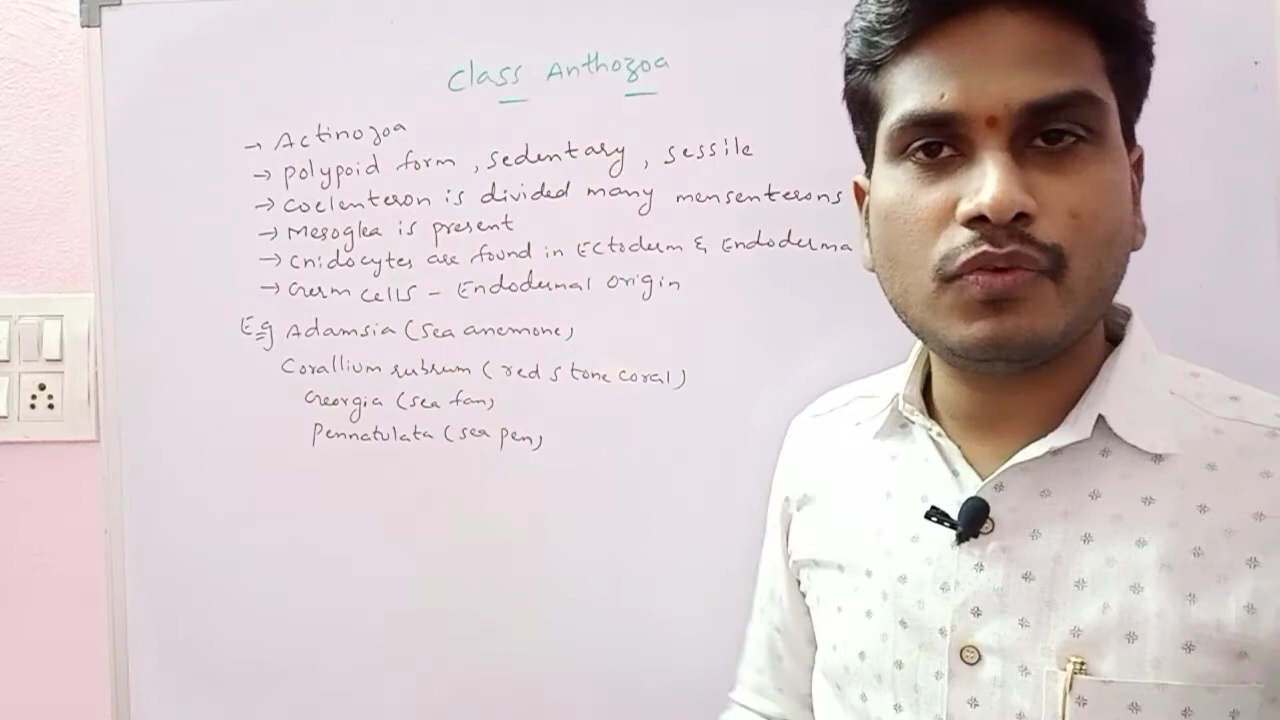 Class Anthozoa
→ Actinozoa
→ polypoid form, sedentary, sessile
→ Coelenteron is divided many mensenterons
→ Mesoglea is present
→ Cnidocytes are found in Ectoderm & Endoderma
→ Germ cells - Endodermal origin
E.g Adamsia (sea anemone)
Corallium rubrum (red stone coral)
Georgia (sea fan)
Pennatulata (sea pen)